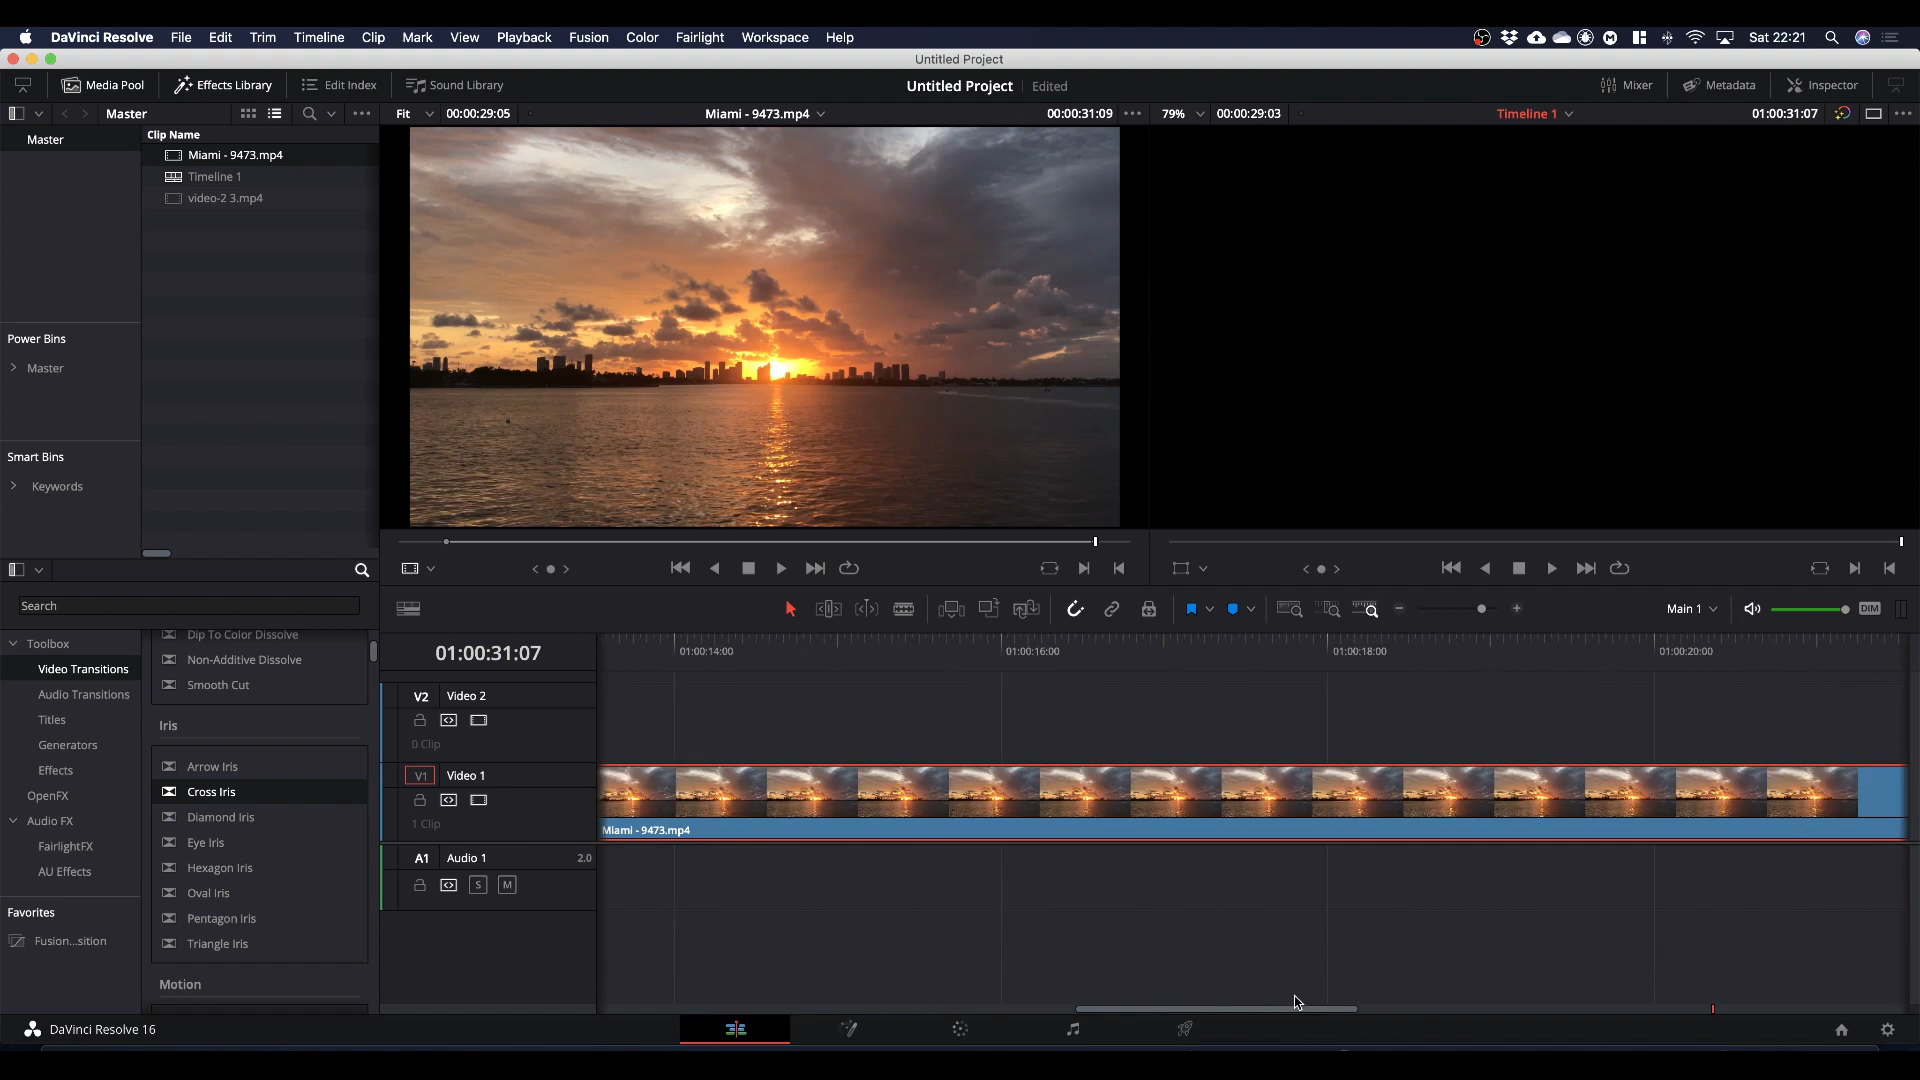 DaVinci Resolve File Edit Trim Timeline Clip Mark View Playback Fusion Color Fairlight Workspace Help Sat 22:21
Untitled Project
Media Pool Effects Library Edit Index Sound Library Untitled Project Edited Mixer Metadata Inspector
Master Fit 00:00:29:05 Miami - 9473.mp4 00:00:31:09 79% 00:00:29:03 Timeline 1 01:00:31:07
Master Clip Name
Miami - 9473.mp4
Timeline 1
video-2 3.mp4
Power Bins
Master
Smart Bins
Keywords
Search
Main 1 DIM
Toolbox
Dip To Color Dissolve
Video Transitions
Non-Additive Dissolve
Audio Transitions
Smooth Cut
Titles
Iris
Generators
Effects
Arrow Iris
OpenFX
Cross Iris
Audio FX
Diamond Iris
FairlightFX
Eye Iris
AU Effects
Hexagon Iris
Oval Iris
Favorites
Pentagon Iris
Fusion...sition
Triangle Iris
Motion
01:00:31:07 01:00:14:00 01:00:16:00 01:00:18:00 01:00:20:00
V2 Video 2
0 Clip
V1 Video 1
1 Clip
Miami - 9473.mp4
A1 Audio 1 2.0
S M
DaVinci Resolve 16